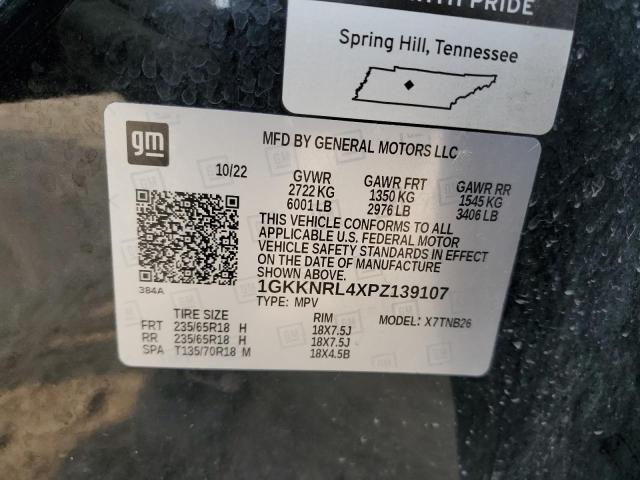 PRIDE
Spring Hill, Tennessee
gm
MFD BY GENERAL MOTORS LLC
10/22
GVWR
2722 KG
6001 LB
GAWR FRT
1350 KG
2976 LB
GAWR RR
1545 KG
3406 LB
THIS VEHICLE CONFORMS TO ALL
APPLICABLE U.S. FEDERAL MOTOR
VEHICLE SAFETY STANDARDS IN EFFECT
ON THE DATE OF MANUFACTURE
SHOWN ABOVE.
384A
1GKKNRL4XPZ139107
TYPE: MPV
MODEL: X7TNB26
TIRE SIZE RIM
FRT 235/65R18 H 18X7.5J
RR 235/65R18 H 18X7.5J
SPA T135/70R18 M 18X4.5B